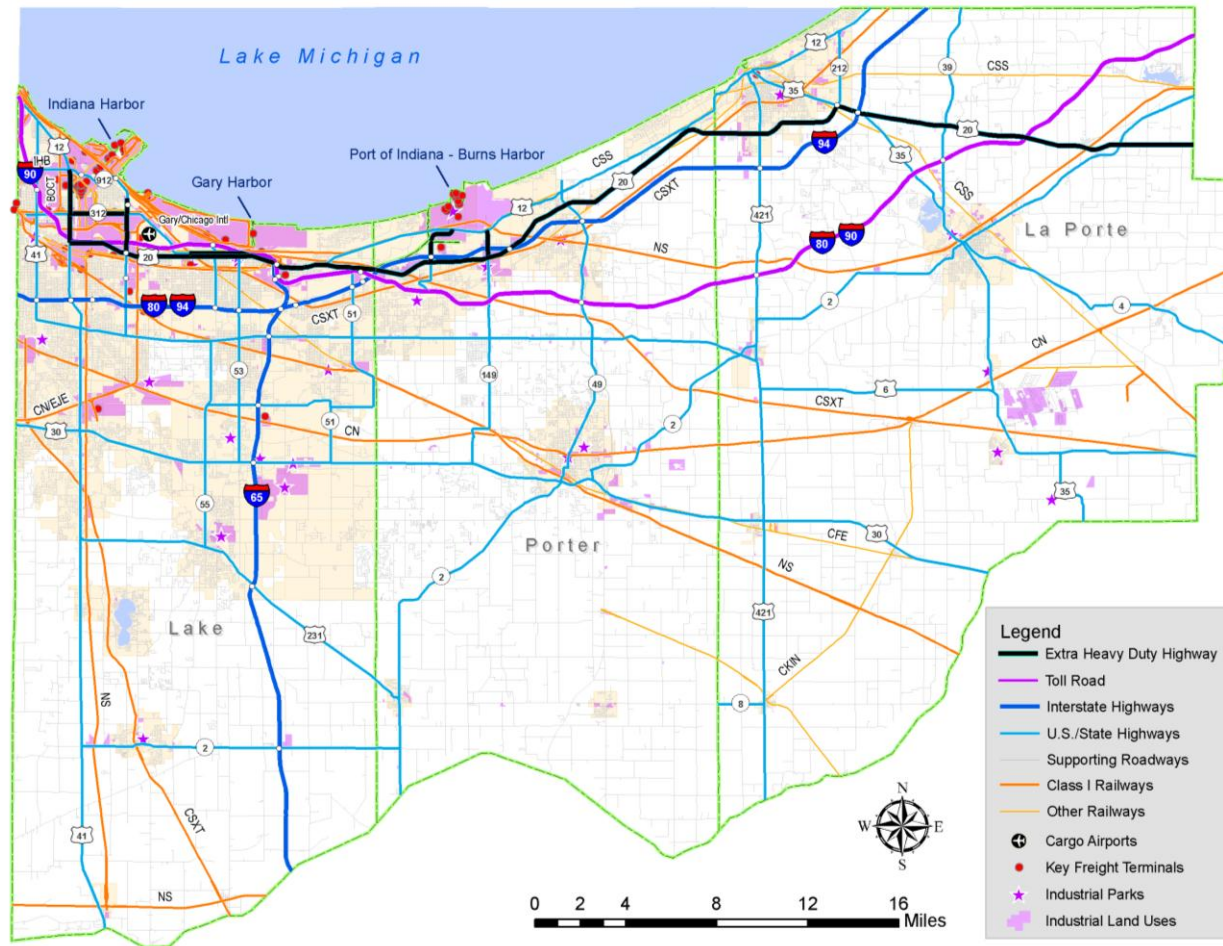 Lake Michigan
Indiana Harbor
Port of Indiana - Burns Harbor
Gary Harbor
Gary/Chicago Intl
12
212
35
39
CSS
20
94
35
CSS
90
IHB
12
BOCT
912
312
20
41
CSS
20
CSXT
12
421
NS
80
90
La Porte
80
94
CSXT
51
2
4
CN
53
149
49
6
CSXT
CN/EJE
30
51
CN
2
65
55
35
Porter
CFE
30
NS
2
421
Lake
231
CKIN
NS
8
2
CSXT
41
NS
N
W
E
S
0
2
4
8
12
16
Miles
Legend
Extra Heavy Duty Highway
Toll Road
Interstate Highways
U.S./State Highways
Supporting Roadways
Class I Railways
Other Railways
Cargo Airports
Key Freight Terminals
Industrial Parks
Industrial Land Uses